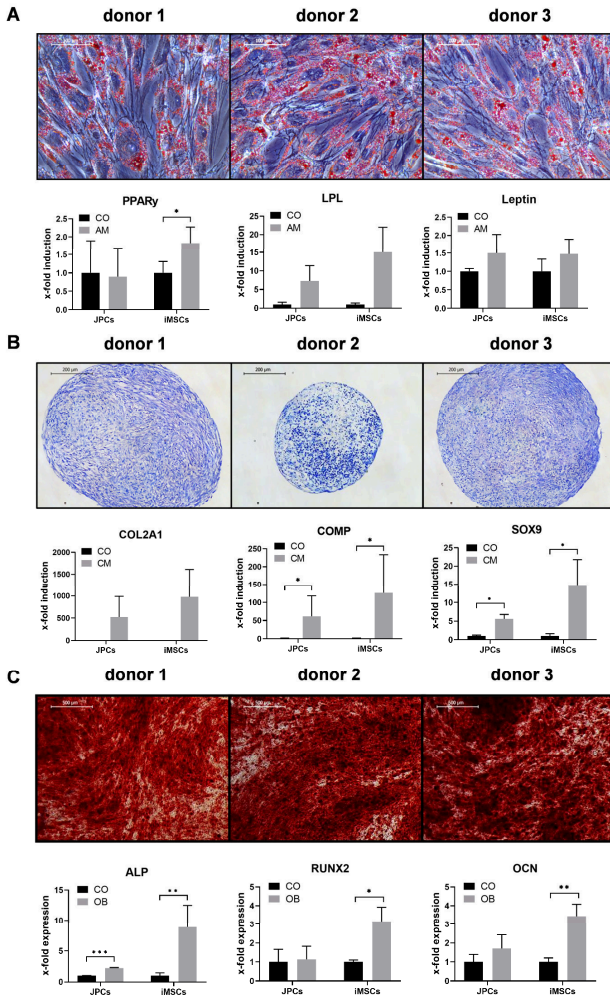 A
donor 1 donor 2 donor 3
PPARy LPL Leptin
x-fold induction
2.5
2.0
1.5
1.0
0.5
0.0
CO
AM
*
JPCs iMSCs
x-fold induction
25
20
15
10
5
0
CO
AM
JPCs iMSCs
x-fold induction
2.5
2.0
1.5
1.0
0.5
0.0
CO
AM
JPCs iMSCs
B
donor 1 donor 2 donor 3
200 μm 200 μm 200 μm
COL2A1 COMP SOX9
x-fold induction
2000
1500
1000
500
0
CO
CM
JPCs iMSCs
x-fold induction
250
200
150
100
50
0
CO
CM
* *
JPCs iMSCs
x-fold induction
25
20
15
10
5
0
CO
CM
* *
JPCs iMSCs
C
donor 1 donor 2 donor 3
500 μm 500 μm 500 μm
ALP RUNX2 OCN
x-fold expression
15
10
5
0
CO
OB
*** **
JPCs iMSCs
x-fold expression
5
4
3
2
1
0
CO
OB
*
JPCs iMSCs
x-fold expression
5
4
3
2
1
0
CO
OB
**
JPCs iMSCs